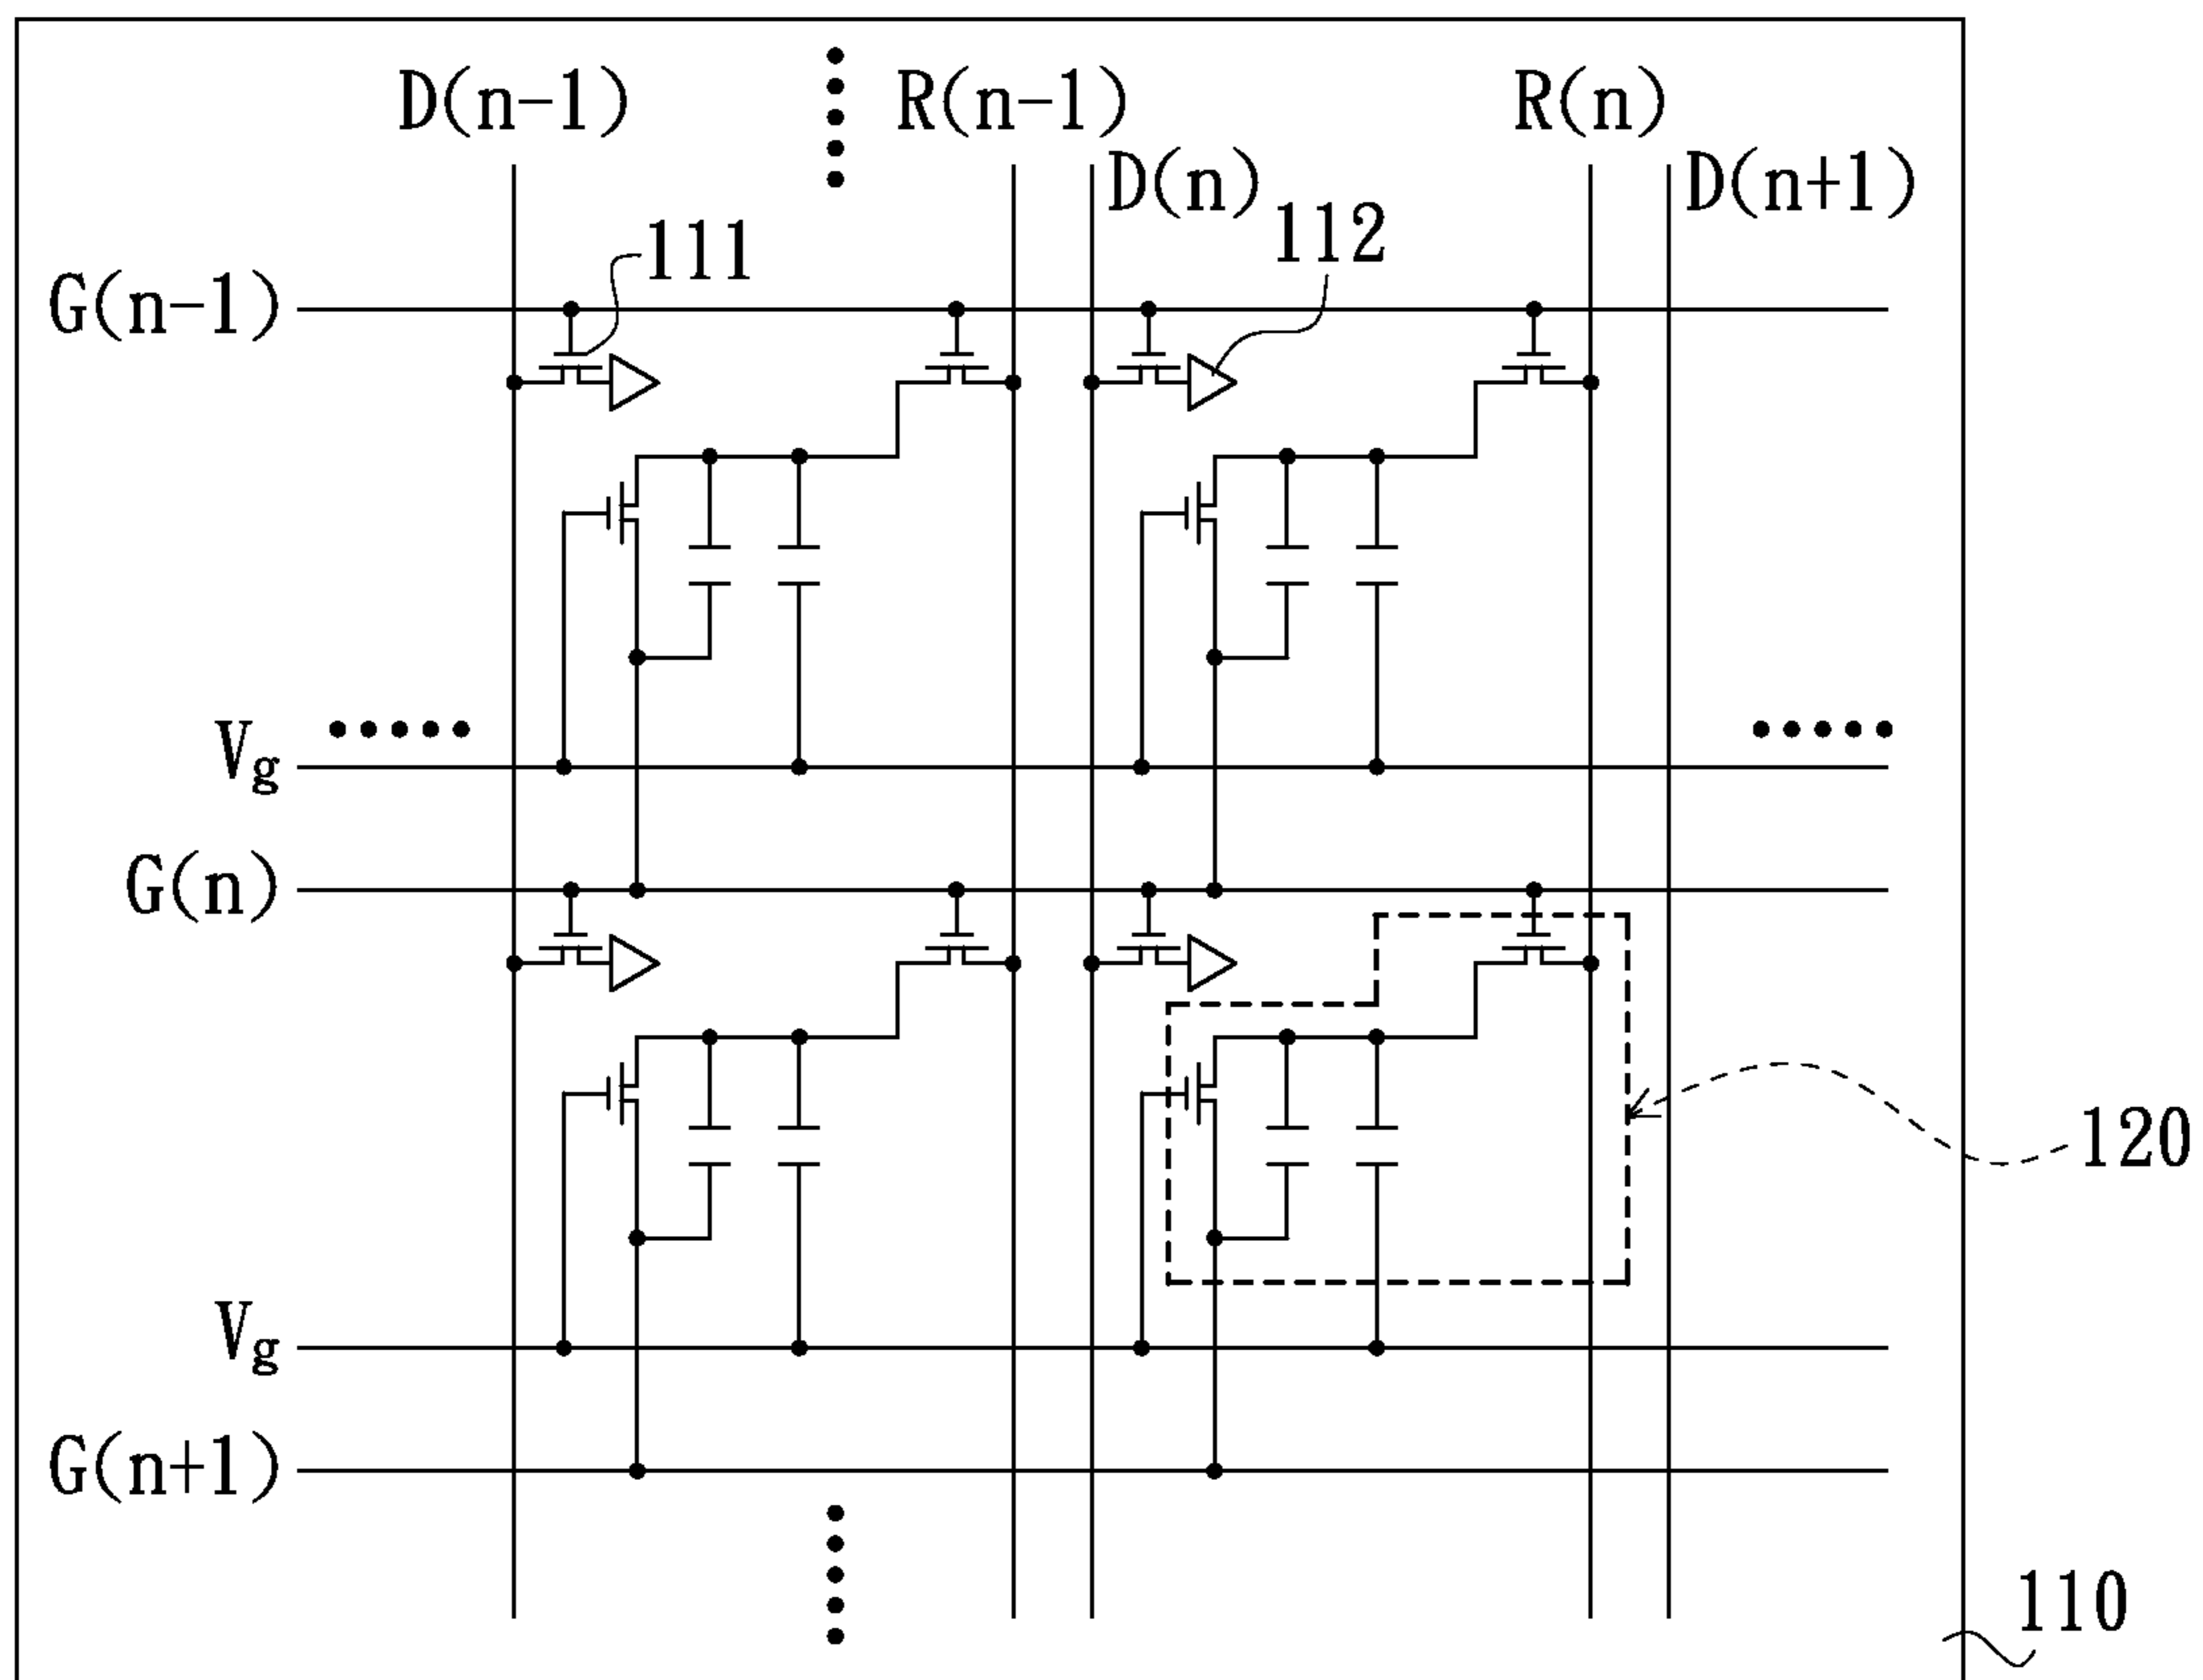 D(n-1)
R(n-1)
R(n)
D(n)
D(n+1)
111
112
G(n-1)
Vg
G(n)
120
Vg
G(n+1)
110